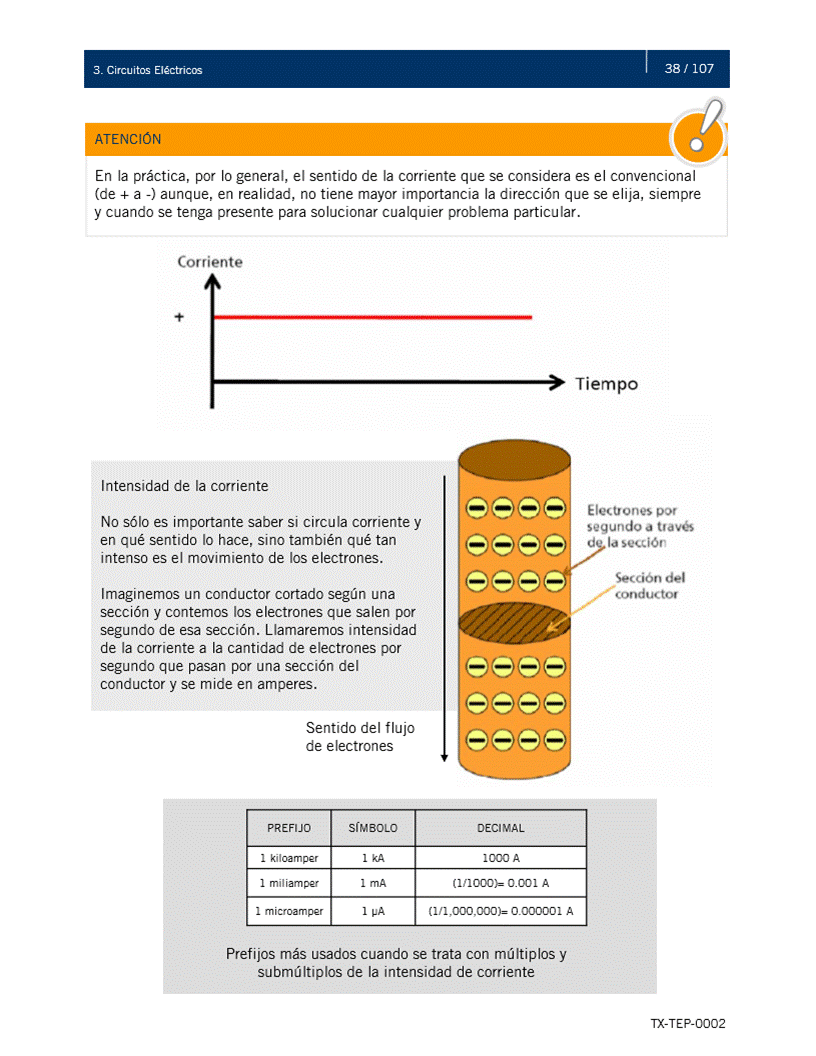 3. Circuitos Eléctricos
38 / 107
ATENCIÓN
En la práctica, por lo general, el sentido de la corriente que se considera es el convencional
(de + a -) aunque, en realidad, no tiene mayor importancia la dirección que se elija, siempre
y cuando se tenga presente para solucionar cualquier problema particular.
Corriente
+
Tiempo
Intensidad de la corriente
No sólo es importante saber si circula corriente y
en qué sentido lo hace, sino también qué tan
intenso es el movimiento de los electrones.
Imaginemos un conductor cortado según una
sección y contemos los electrones que salen por
segundo de esa sección. Llamaremos intensidad
de la corriente a la cantidad de electrones por
segundo que pasan por una sección del
conductor y se mide en amperes.
Electrones por
segundo a través
de la sección
Sección del
conductor
Sentido del flujo
de electrones
PREFIJO SÍMBOLO DECIMAL
1 kiloamper 1 kA 1000 A
1 miliamper 1 mA (1/1000)= 0.001 A
1 microamper 1 µA (1/1,000,000)= 0.000001 A
Prefijos más usados cuando se trata con múltiplos y
submúltiplos de la intensidad de corriente
TX-TEP-0002